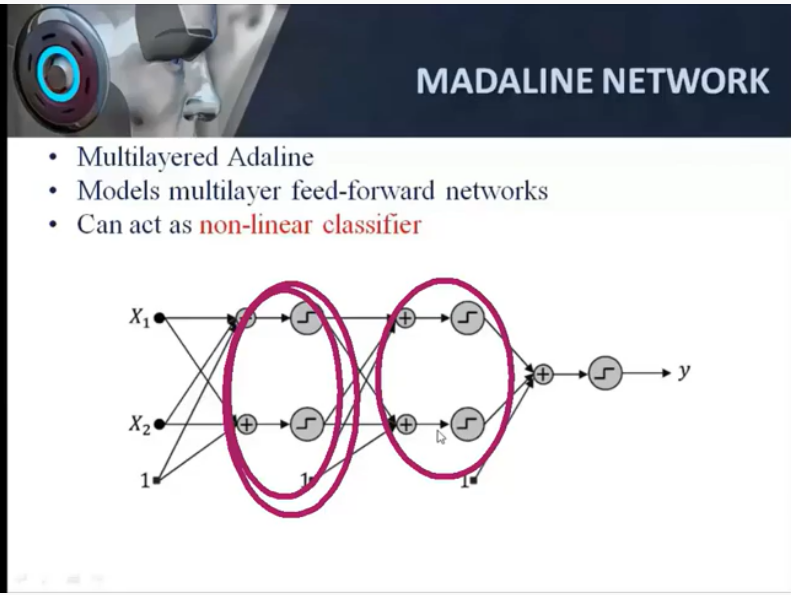 MADALINE NETWORK
• Multilayered Adaline
• Models multilayer feed-forward networks
• Can act as non-linear classifier
X₁ + +
+ y
X₂ + +
1 1 1